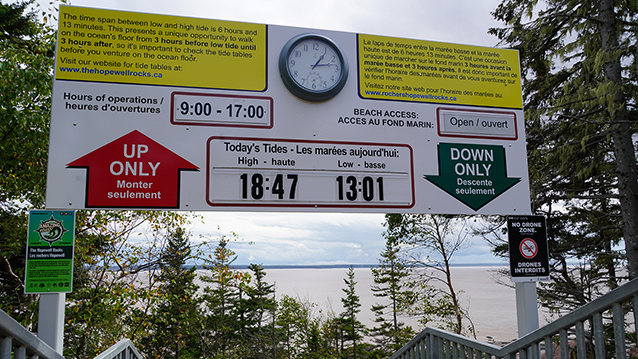 The time span between low and high tide is 6 hours and
13 minutes. This presents a unique opportunity to walk
on the ocean's floor from 3 hours before low tide until
3 hours after, so it's important to check the tide tables
before you venture on the ocean floor.
Visit our website for tide tables at:
www.thehopewellrocks.ca
Le laps de temps entre la marée basse et la marée
haute est de 6 heures 13 minutes. C'est une occasion
unique de marcher sur le fond marin 3 heures avant la
marée basse et 3 heures après. Il est donc important
de vérifier les horaires des marées avant de vous aventurer sur
le fond marin.
Visitez notre site web pour l'horaire des marées au
www.rochershopewell.ca
Hours of operations /
heures d'ouvertures
9:00 - 17:00
BEACH ACCESS:
ACCES AU FOND MARIN:
Open / ouvert
UP
ONLY
Monter
seulement
Today's Tides - Les marées aujourd'hui:
High - haute
Low - basse
18:47
13:01
DOWN
ONLY
Descente
seulement
The Hopewell Rocks
Les rochers Hopewell
NO DRONE
ZONE.
DRONES
INTERDITS